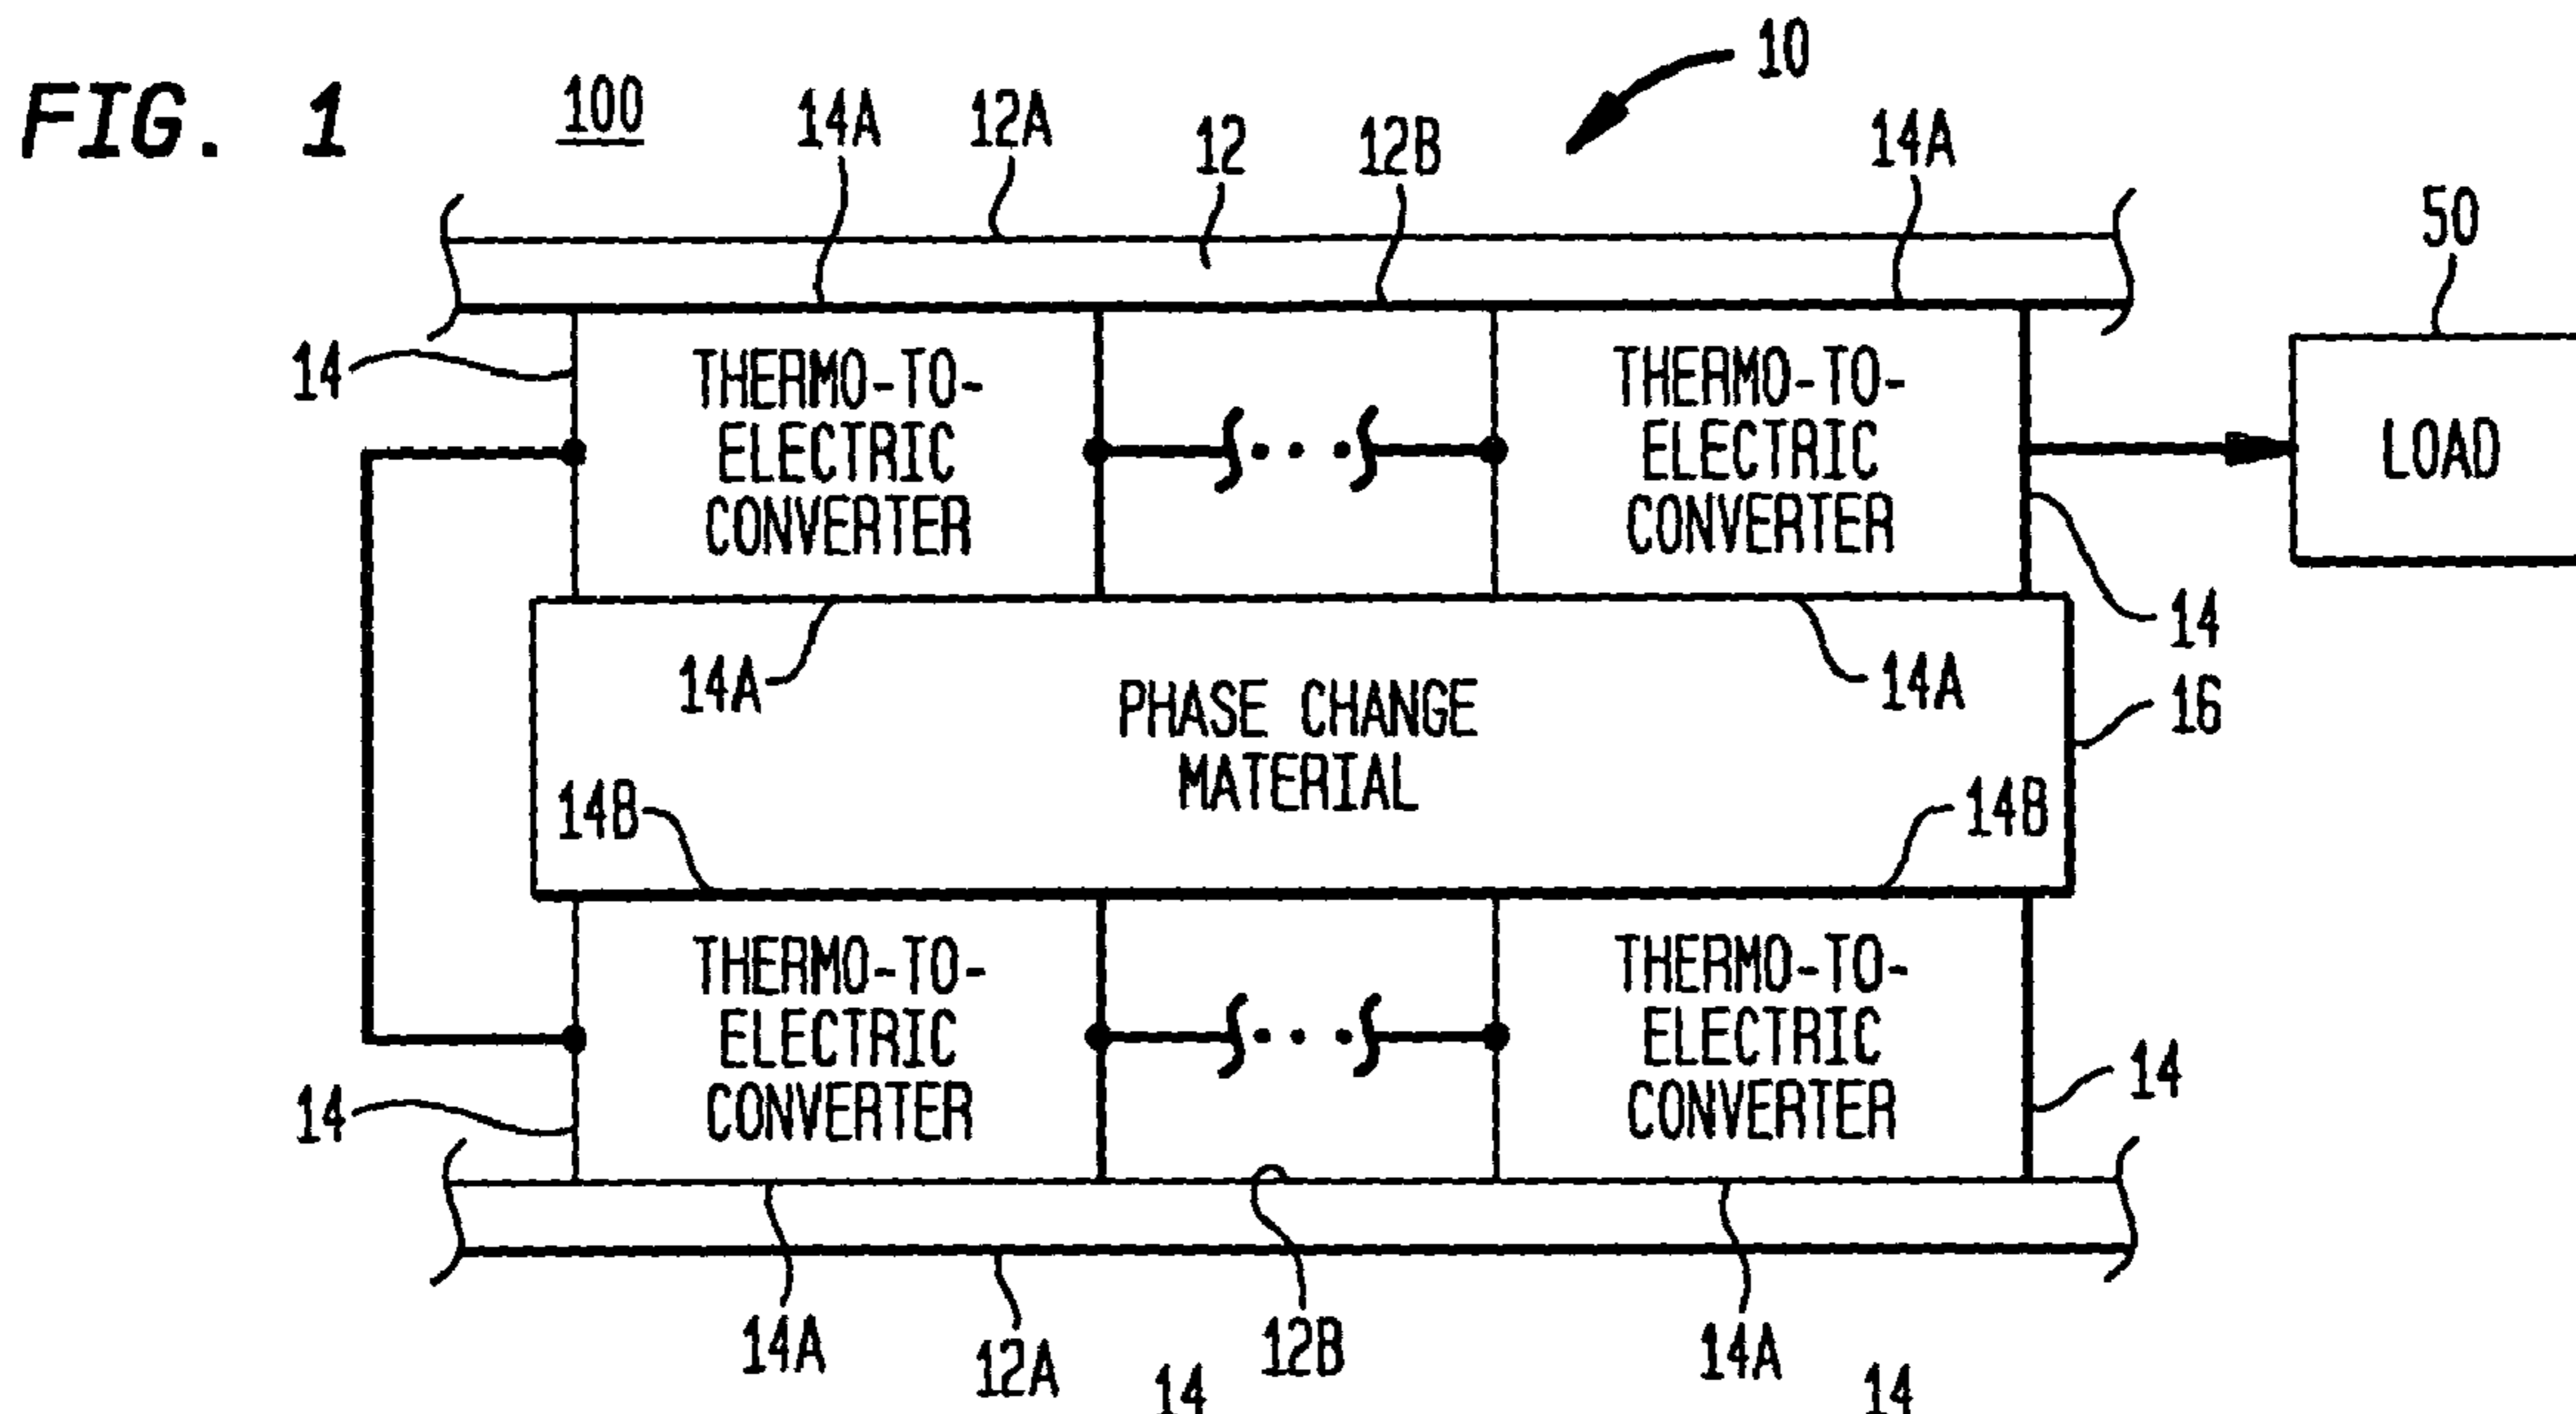 FIG. 1
100
14A
12A
12
12B
10
14A
50
14
THERMO-TO-
ELECTRIC
CONVERTER
THERMO-TO-
ELECTRIC
CONVERTER
LOAD
14
14A
PHASE CHANGE
MATERIAL
14A
16
14B
14B
THERMO-TO-
ELECTRIC
CONVERTER
THERMO-TO-
ELECTRIC
CONVERTER
14
14
14A
12A
12B
14A
14
14